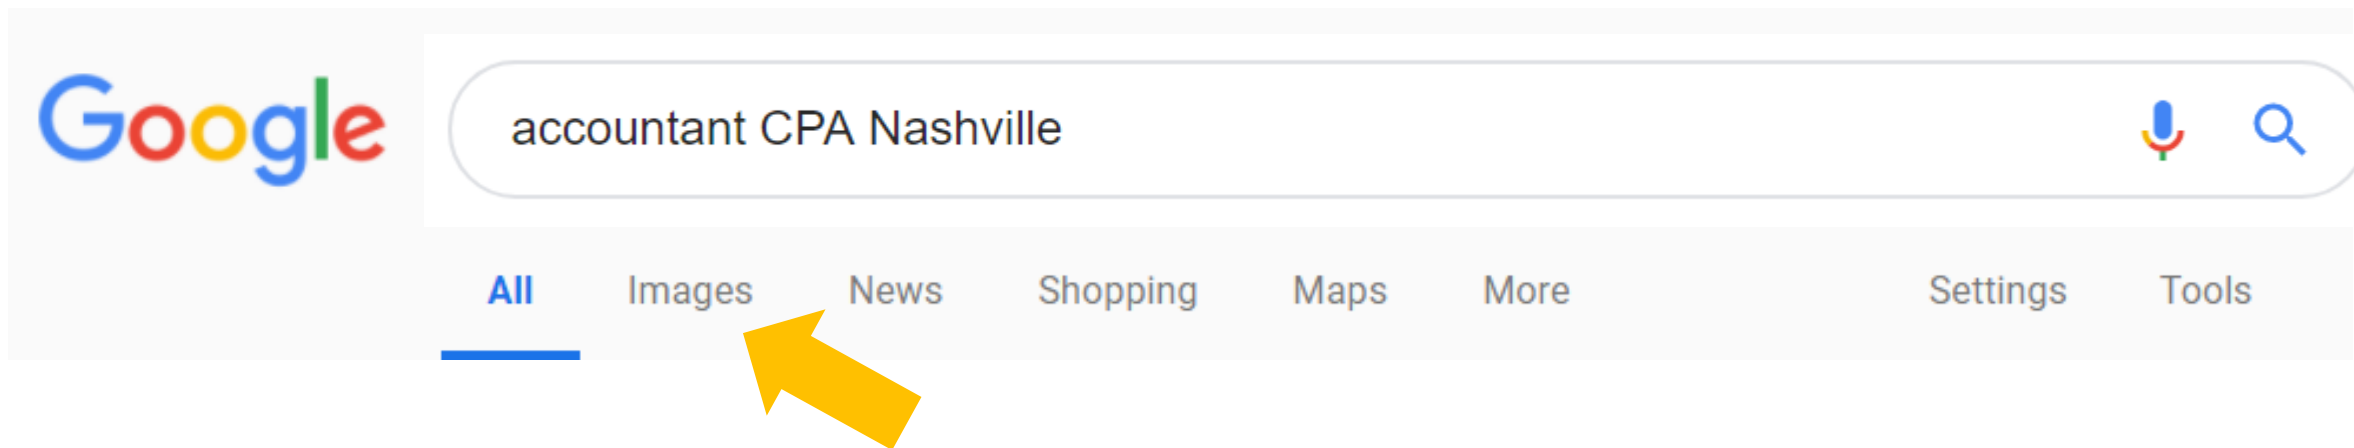 Google
accountant CPA Nashville
All Images News Shopping Maps More Settings Tools